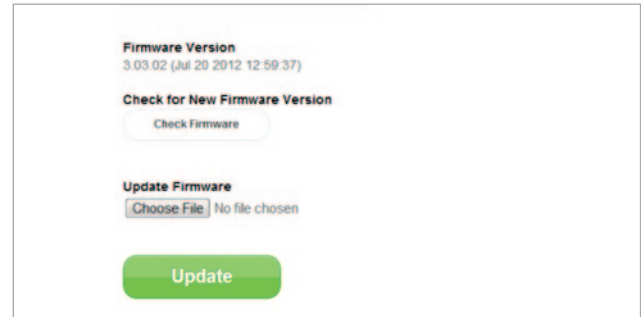 Firmware Version
3.03.02 (Jul 20 2012 12:59:37)
Check for New Firmware Version
Check Firmware
Update Firmware
Choose File No file chosen
Update